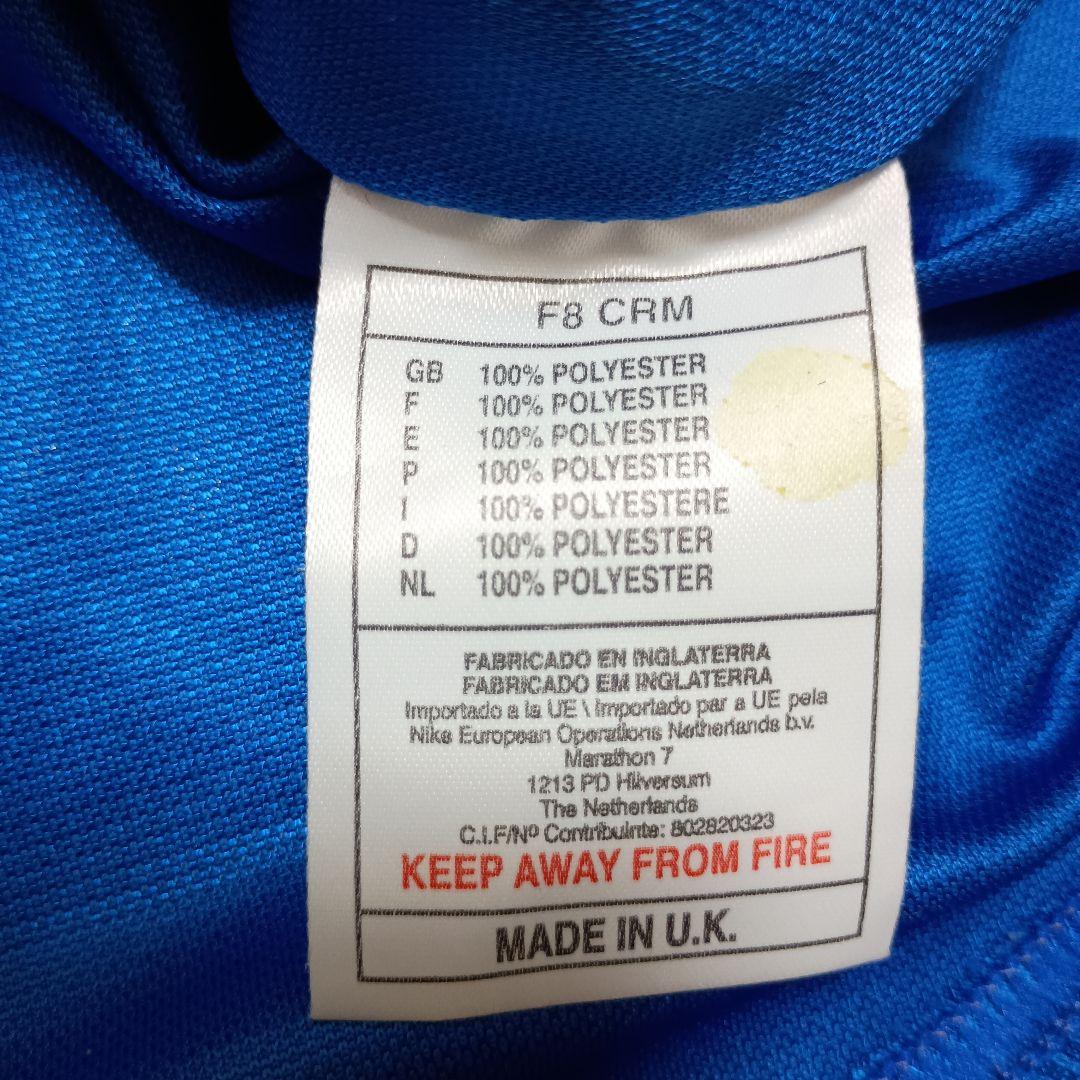 F8 CRM
GB 100% POLYESTER
F 100% POLYESTER
E 100% POLYESTER
P 100% POLYESTER
I 100% POLYESTERE
D 100% POLYESTER
NL 100% POLYESTER
FABRICADO EN INGLATERRA
FABRICADO EM INGLATERRA
Importado a la UE \ Importado par a UE pela
Nike European Operations Netherlands b.v.
Marathon 7
1213 PD Hilversum
The Netherlands
C.I.F/Nº Contribuinte: 802820323
KEEP AWAY FROM FIRE
MADE IN U.K.